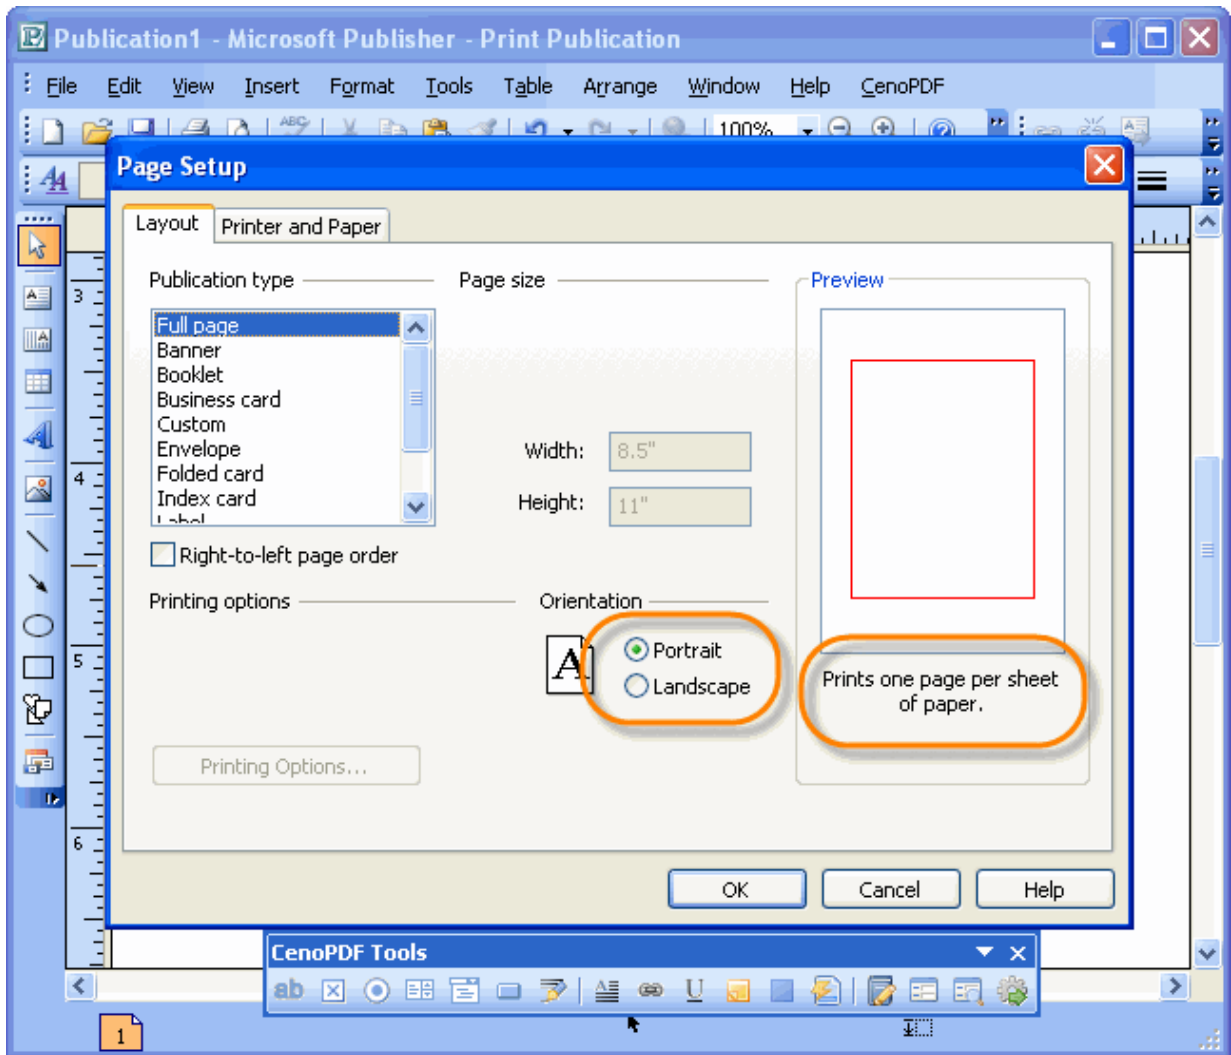 Publication1 - Microsoft Publisher - Print Publication
File Edit View Insert Format Tools Table Arrange Window Help CenoPDF
ABC 100%
Page Setup
Layout Printer and Paper
Publication type
Full page
Banner
Booklet
Business card
Custom
Envelope
Folded card
Index card
Label
Right-to-left page order
Page size
Width: 8.5"
Height: 11"
Preview
Prints one page per sheet
of paper.
Printing options
Printing Options...
Orientation
A
Portrait
Landscape
OK Cancel Help
3
4
5
6
CenoPDF Tools
ab U
1